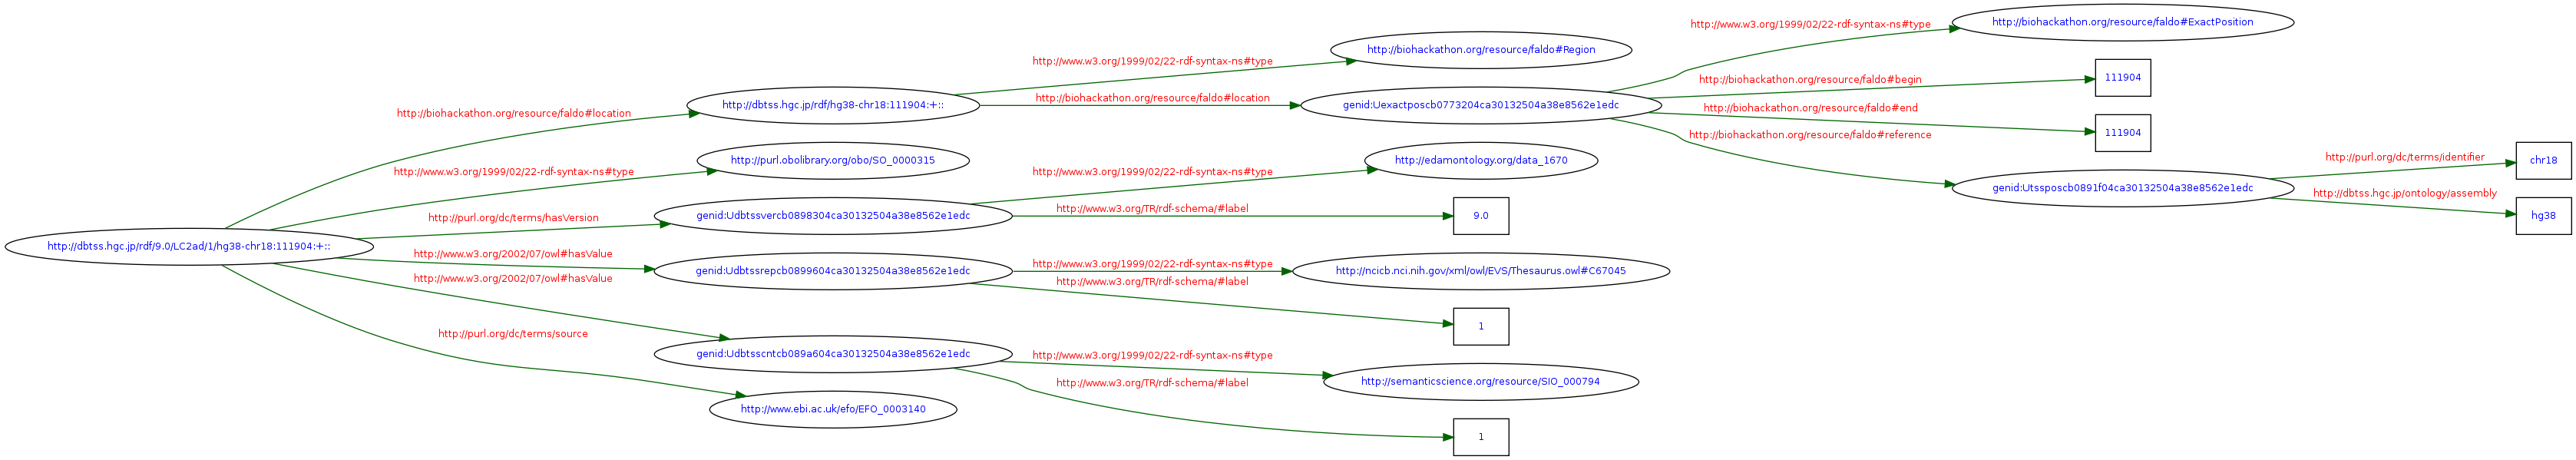 http://www.w3.org/1999/02/22-rdf-syntax-ns#type
http://biohackathon.org/resource/faldo#ExactPosition
http://biohackathon.org/resource/faldo#Region
http://www.w3.org/1999/02/22-rdf-syntax-ns#type
http://biohackathon.org/resource/faldo#begin
111904
http://biohackathon.org/resource/faldo#location
http://dbtss.hgc.jp/rdf/hg38-chr18:111904:+::
http://biohackathon.org/resource/faldo#location
genid:Uexactposcb0773204ca30132504a38e8562e1edc
http://biohackathon.org/resource/faldo#end
111904
http://biohackathon.org/resource/faldo#reference
http://www.w3.org/1999/02/22-rdf-syntax-ns#type
http://purl.obolibrary.org/obo/SO_0000315
http://www.w3.org/1999/02/22-rdf-syntax-ns#type
http://edamontology.org/data_1670
http://purl.org/dc/terms/identifier
chr18
genid:Utssposcb0891f04ca30132504a38e8562e1edc
http://dbtss.hgc.jp/ontology/assembly
hg38
http://purl.org/dc/terms/hasVersion
genid:Udbtssvercb0898304ca30132504a38e8562e1edc
http://www.w3.org/TR/rdf-schema/#label
9.0
http://dbtss.hgc.jp/rdf/9.0/LC2ad/1/hg38-chr18:111904:+::
http://www.w3.org/2002/07/owl#hasValue
genid:Udbtssrepcb0899604ca30132504a38e8562e1edc
http://www.w3.org/1999/02/22-rdf-syntax-ns#type
http://ncicb.nci.nih.gov/xml/owl/EVS/Thesaurus.owl#C67045
http://www.w3.org/2002/07/owl#hasValue
http://www.w3.org/TR/rdf-schema/#label
1
http://purl.org/dc/terms/source
genid:Udbtsscntcb089a604ca30132504a38e8562e1edc
http://www.w3.org/1999/02/22-rdf-syntax-ns#type
http://semanticscience.org/resource/SIO_000794
http://www.w3.org/TR/rdf-schema/#label
http://www.ebi.ac.uk/efo/EFO_0003140
1